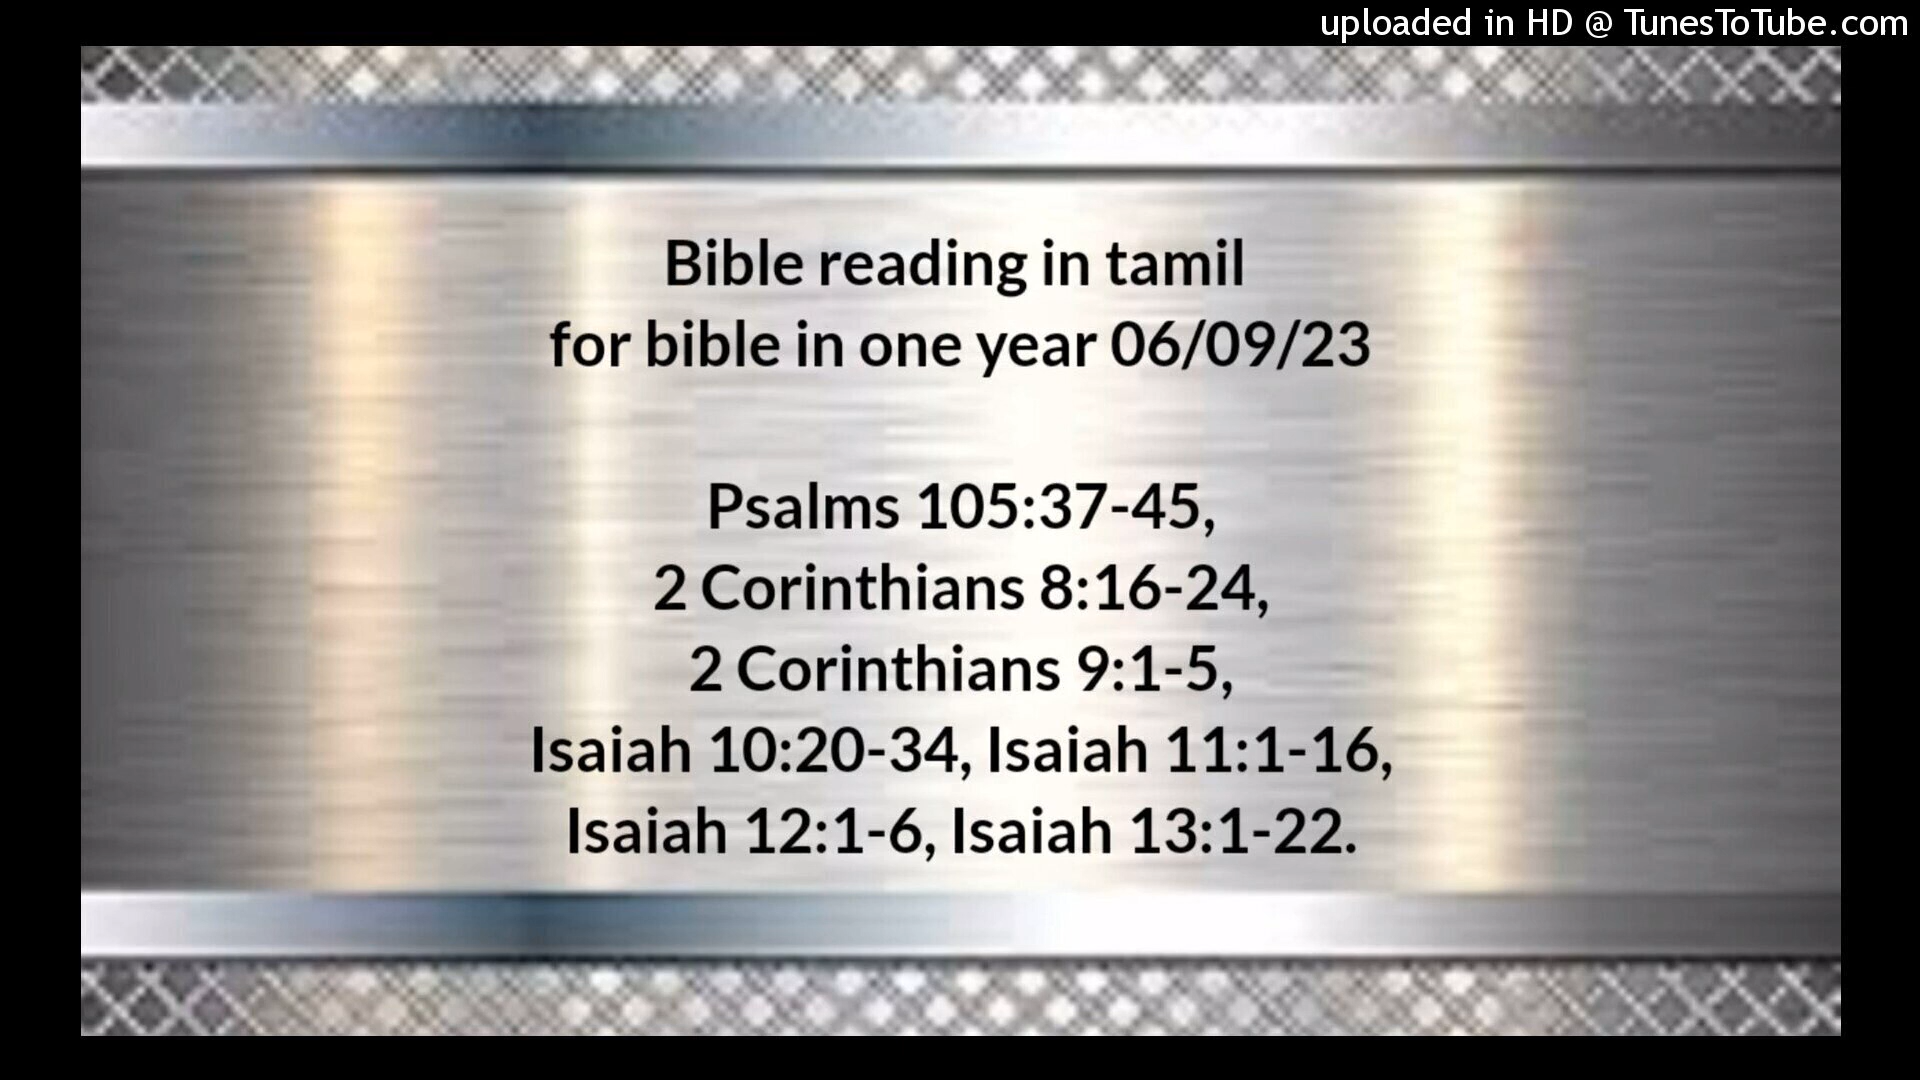 uploaded in HD @ TunesToTube.com
Bible reading in tamil
for bible in one year 06/09/23
Psalms 105:37-45,
2 Corinthians 8:16-24,
2 Corinthians 9:1-5,
Isaiah 10:20-34, Isaiah 11:1-16,
Isaiah 12:1-6, Isaiah 13:1-22.